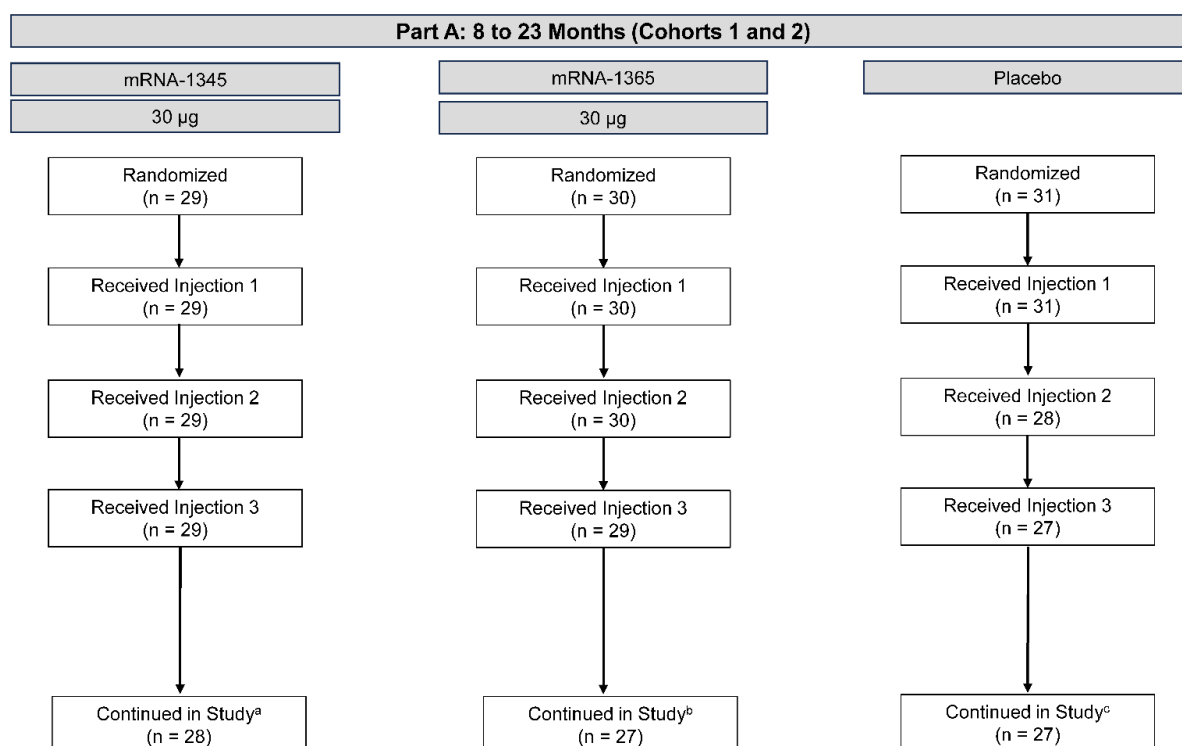 Part A: 8 to 23 Months (Cohorts 1 and 2)
mRNA-1345
30 µg
Randomized
(n = 29)
Received Injection 1
(n = 29)
Received Injection 2
(n = 29)
Received Injection 3
(n = 29)
Continued in Studyᵃ
(n = 28)
mRNA-1365
30 µg
Randomized
(n = 30)
Received Injection 1
(n = 30)
Received Injection 2
(n = 30)
Received Injection 3
(n = 29)
Continued in Studyᵇ
(n = 27)
Placebo
Randomized
(n = 31)
Received Injection 1
(n = 31)
Received Injection 2
(n = 28)
Received Injection 3
(n = 27)
Continued in Studyᶜ
(n = 27)